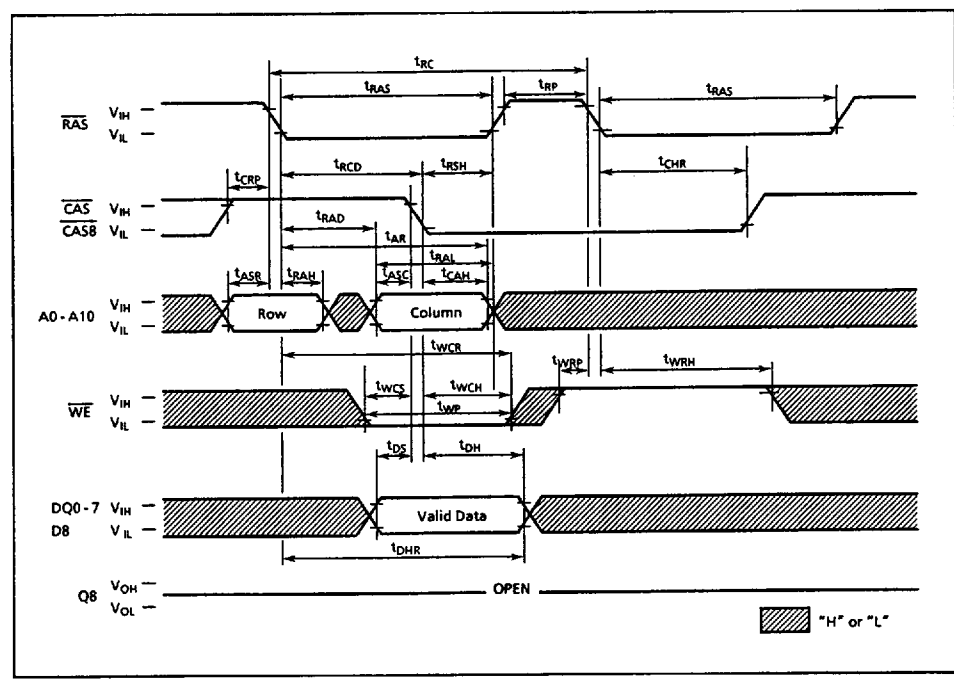 tRC
tRAS tRP tRAS
RAS VIH
VIL
tRCD tRSH tCHR
tCRP
CAS VIH
CAS8 VIL
tRAD
tAR
tRAL
tASR tRAH tASC tCAH
A0 - A10 VIH
VIL
Row Column
tWCR
tWRP tWRH
tWCS tWCH
WE VIH
VIL
tWP
tDS tDH
DQ0 - 7 VIH
D8 VIL
Valid Data
tDHR
Q8 VOH
VOL
OPEN
"H" or "L"